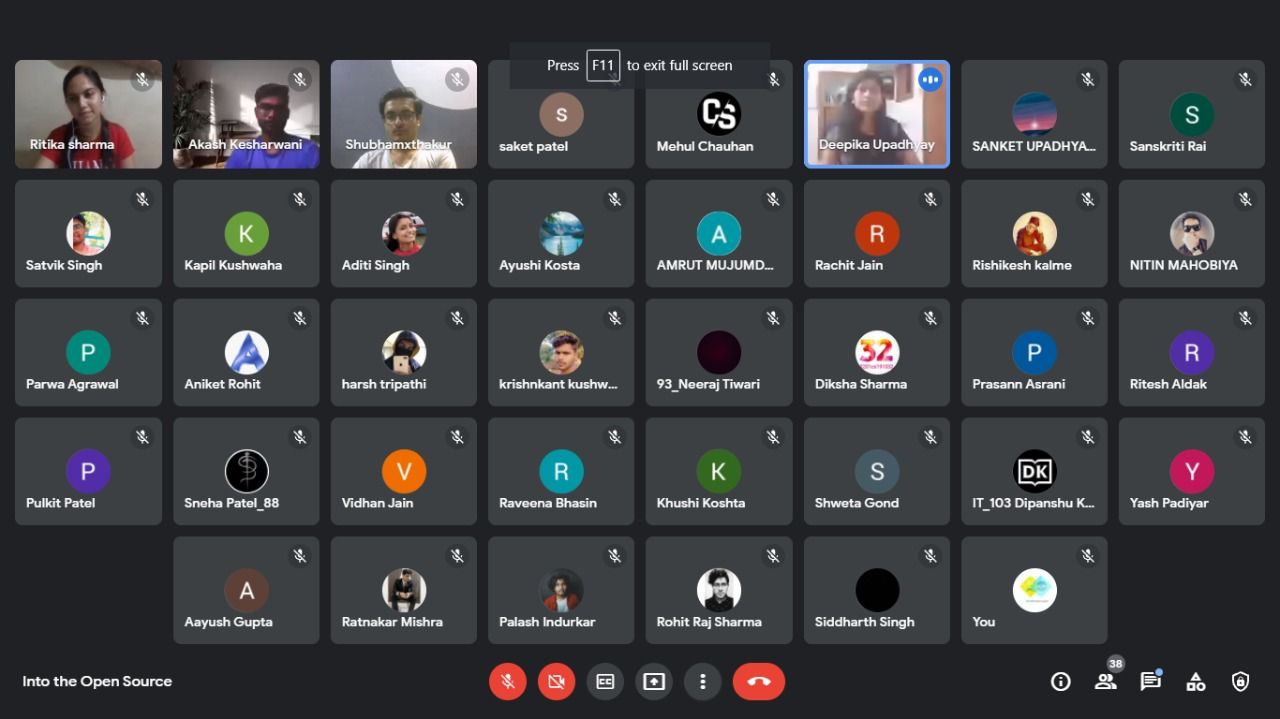 Press F11 to exit full screen
Ritika sharma
Akash Kesharwani
Shubhamxthakur
s
saket patel
CS
Mehul Chauhan
Deepika Upadhyay
SANKET UPADHYA...
S
Sanskriti Rai
Satvik Singh
K
Kapil Kushwaha
Aditi Singh
Ayushi Kosta
A
AMRUT MUJUMD...
R
Rachit Jain
Rishikesh kalme
NITIN MAHOBIYA
P
Parwa Agrawal
Aniket Rohit
harsh tripathi
krishnkant kushw...
93_Neeraj Tiwari
32
Diksha Sharma
P
Prasann Asrani
R
Ritesh Aldak
P
Pulkit Patel
Sneha Patel_88
V
Vidhan Jain
R
Raveena Bhasin
K
Khushi Koshta
S
Shweta Gond
DK
IT_103 Dipanshu K...
Y
Yash Padiyar
A
Aayush Gupta
Ratnakar Mishra
Palash Indurkar
Rohit Raj Sharma
Siddharth Singh
You
Into the Open Source
38